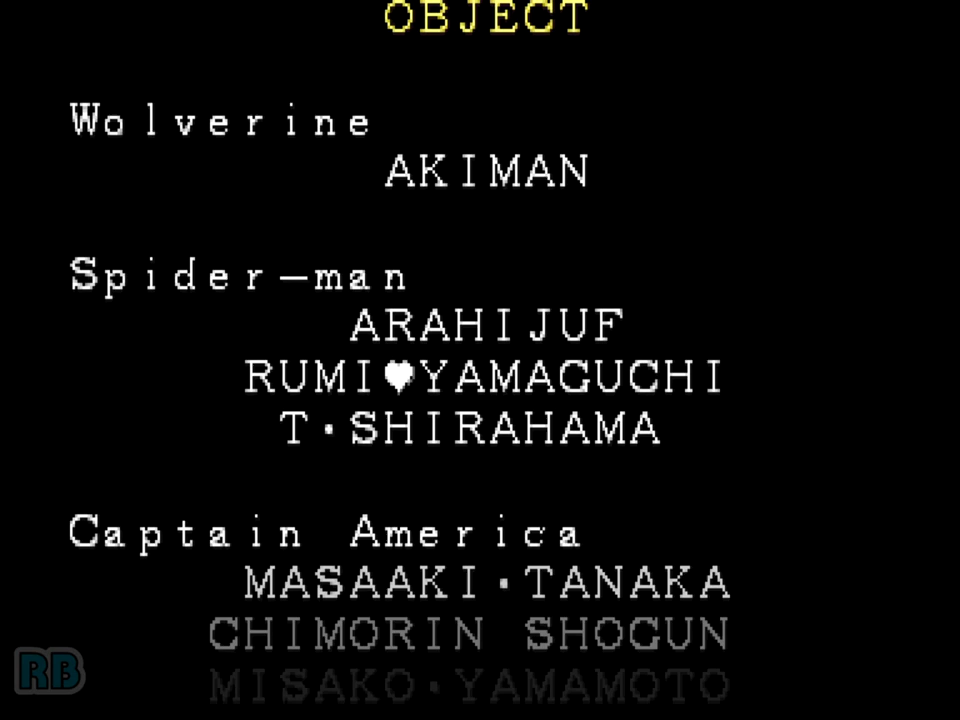 OBJECT
Wolverine
AKIMAN
Spider-man
ARAHIJUF
RUMI♥YAMAGUCHI
T·SHIRAHAMA
Captain America
MASAAKI·TANAKA
CHIMORIN SHOGUN
MISAKO·YAMAMOTO
RB